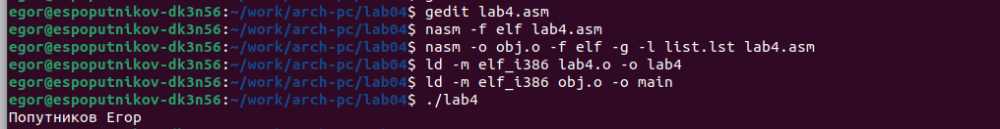 egor@espoputnikov-dk3n56:~/work/arch-pc/lab04$ gedit lab4.asm
egor@espoputnikov-dk3n56:~/work/arch-pc/lab04$ nasm -f elf lab4.asm
egor@espoputnikov-dk3n56:~/work/arch-pc/lab04$ nasm -o obj.o -f elf -g -l list.lst lab4.asm
egor@espoputnikov-dk3n56:~/work/arch-pc/lab04$ ld -m elf_i386 lab4.o -o lab4
egor@espoputnikov-dk3n56:~/work/arch-pc/lab04$ ld -m elf_i386 obj.o -o main
egor@espoputnikov-dk3n56:~/work/arch-pc/lab04$ ./lab4
Попутников Егор